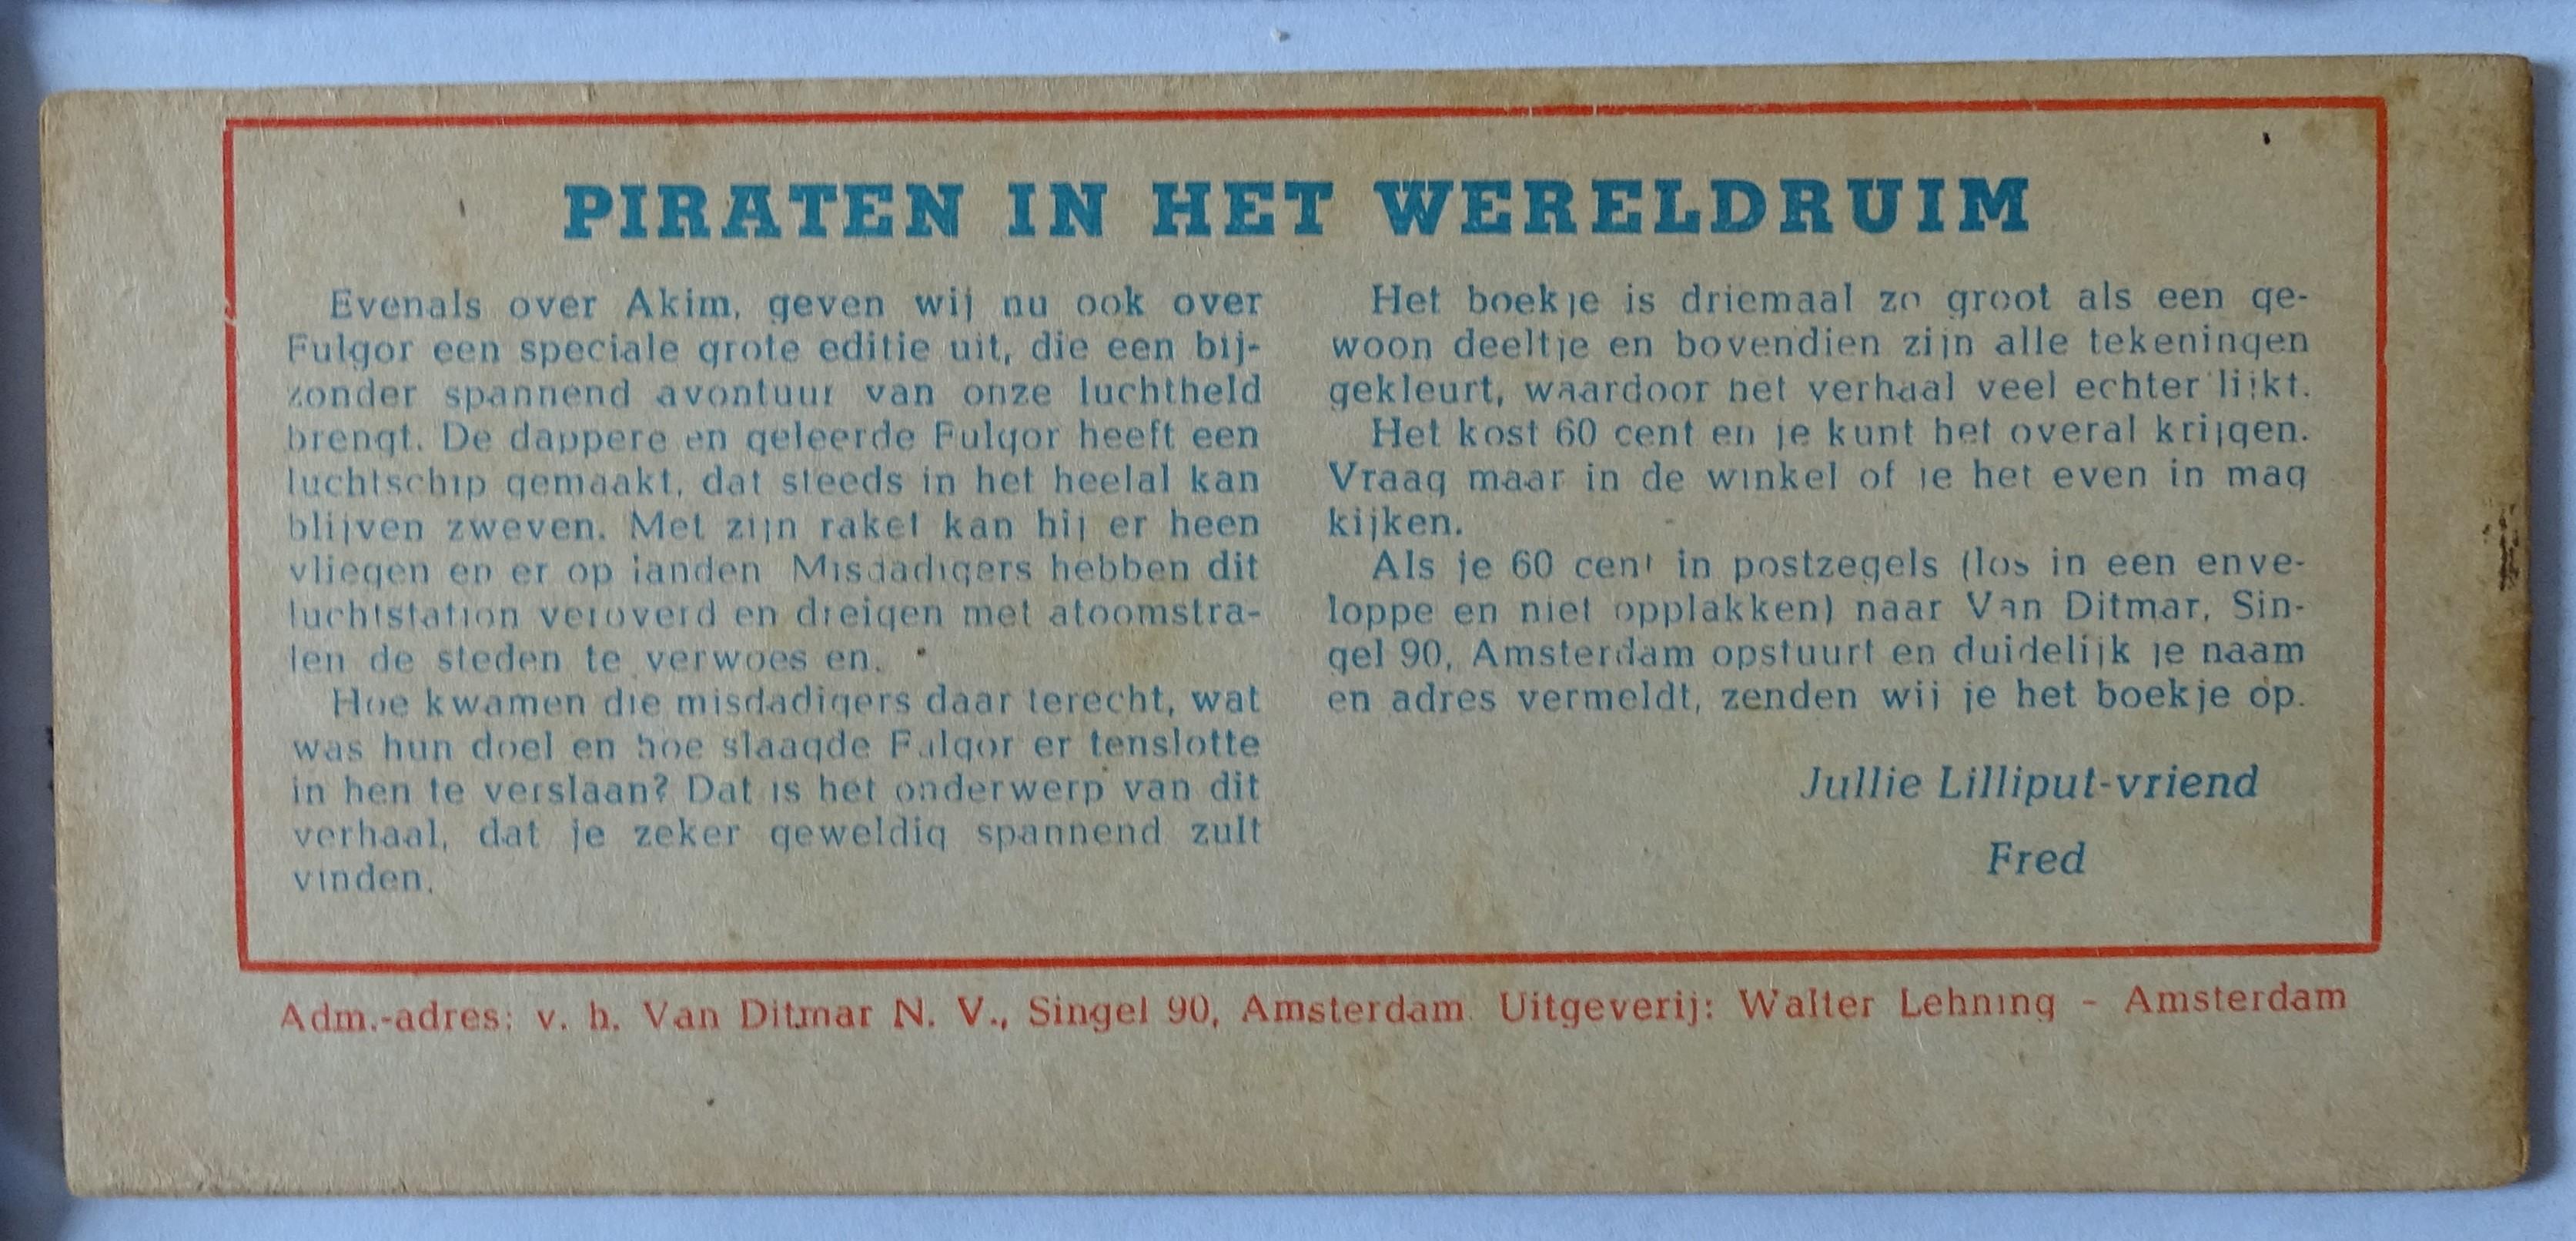 PIRATEN IN HET WERELDRUIM
Evenals over Akim, geven wij nu ook over
Fulgor een speciale grote editie uit, die een bij-
zonder spannend avontuur van onze luchtheld
brengt. De dappere en geleerde Fulgor heeft een
luchtschip gemaakt, dat steeds in het heelal kan
blijven zweven. Met zijn raket kan hij er heen
vliegen en er op landen Misdadigers hebben dit
luchtstation veroverd en dreigen met atoomstra-
len de steden te verwoes en.
Hoe kwamen die misdadigers daar terecht, wat
was hun doel en hoe slaagde Fulgor er tenslotte
in hen te verslaan? Dat is het onderwerp van dit
verhaal, dat je zeker geweldig spannend zult
vinden.
Het boekje is driemaal zo groot als een ge-
woon deeltje en bovendien zijn alle tekeningen
gekleurt, waardoor het verhaal veel echter lijkt.
Het kost 60 cent en je kunt het overal krijgen.
Vraag maar in de winkel of je het even in mag
kijken.
Als je 60 cent in postzegels (los in een enve-
loppe en niet opplakken) naar Van Ditmar, Sin-
gel 90, Amsterdam opstuurt en duidelijk je naam
en adres vermeldt, zenden wij je het boekje op.
Jullie Lilliput-vriend
Fred
Adm.-adres: v. h. Van Ditmar N. V., Singel 90, Amsterdam. Uitgeverij: Walter Lehning - Amsterdam